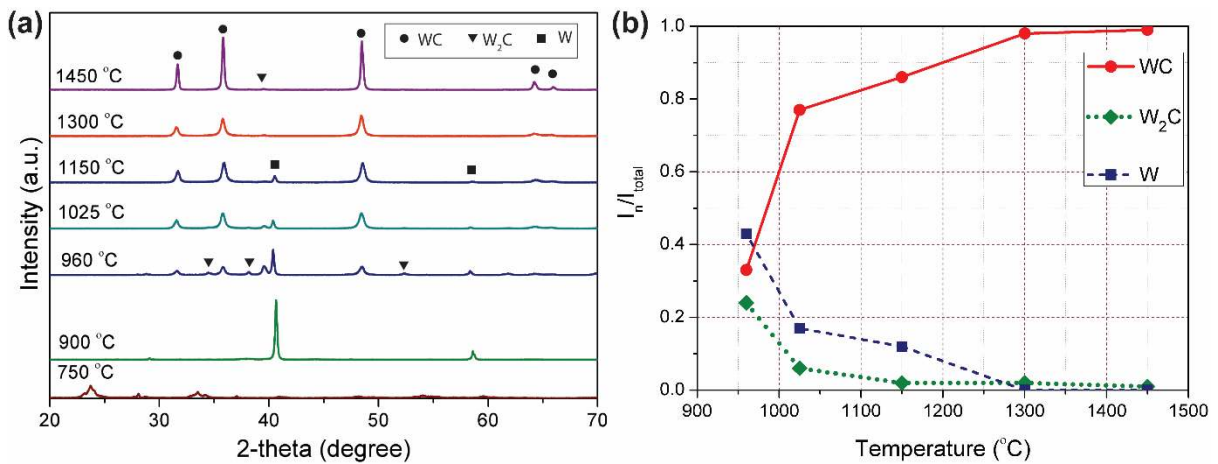 (a)
● WC ▼ W₂C ■ W
1450 °C
1300 °C
1150 °C
1025 °C
960 °C
900 °C
750 °C
Intensity (a.u.)
20 30 40 50 60 70
2-theta (degree)
(b)
1.0
0.8
0.6
0.4
0.2
0.0
Iₙ/Iₜₒₜₐₗ
WC
W₂C
W
900 1000 1100 1200 1300 1400 1500
Temperature (°C)